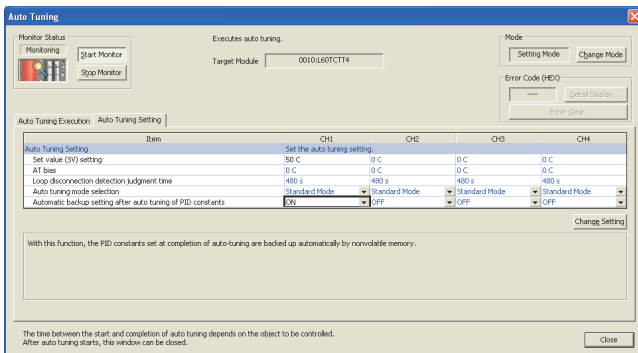 Auto Tuning
Monitor Status
Monitoring
Start Monitor
Stop Monitor
Executes auto tuning.
Target Module
0010:L60TCTT4
Mode
Setting Mode
Change Mode
Error Code (HEX)
----
Detail Display...
Error Clear
Auto Tuning Execution
Auto Tuning Setting
Item CH1 CH2 CH3 CH4
Auto Tuning Setting Set the auto tuning setting.
Set value (SV) setting 50 C 0 C 0 C 0 C
AT bias 0 C 0 C 0 C 0 C
Loop disconnection detection judgment time 480 s 480 s 480 s 480 s
Auto tuning mode selection Standard Mode Standard Mode Standard Mode Standard Mode
Automatic backup setting after auto tuning of PID constants ON OFF OFF OFF
Change Setting
With this function, the PID constants set at completion of auto-tuning are backed up automatically by nonvolatile memory.
The time between the start and completion of auto tuning depends on the object to be controlled.
After auto tuning starts, this window can be closed.
Close